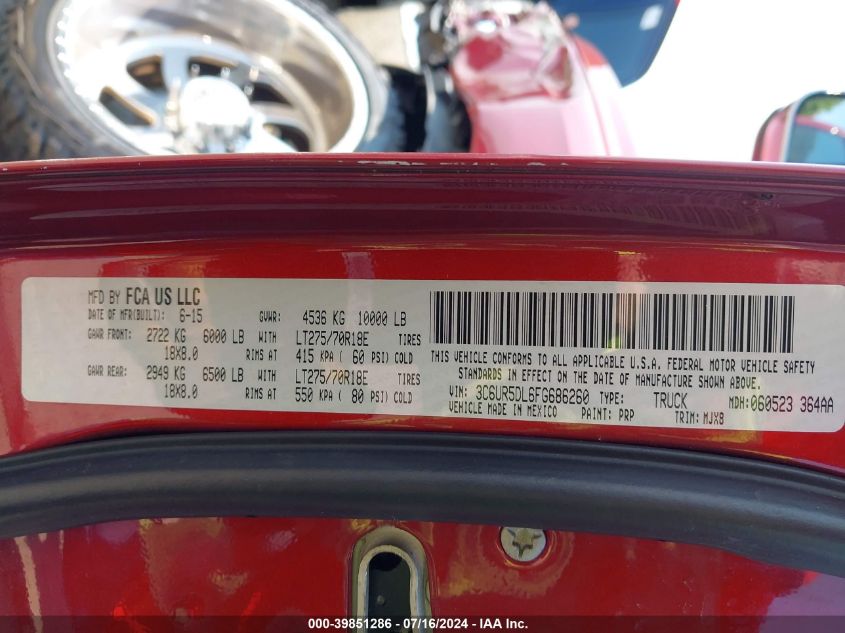 MFD BY FCA US LLC
DATE OF MFR(BUILT): 6-15 GVWR: 4536 KG 10000 LB
GAWR FRONT: 2722 KG 6000 LB WITH LT275/70R18E TIRES
18X8.0 RIMS AT 415 KPA ( 60 PSI) COLD
GAWR REAR: 2949 KG 6500 LB WITH LT275/70R18E TIRES
18X8.0 RIMS AT 550 KPA ( 80 PSI) COLD
THIS VEHICLE CONFORMS TO ALL APPLICABLE U.S.A. FEDERAL MOTOR VEHICLE SAFETY
STANDARDS IN EFFECT ON THE DATE OF MANUFACTURE SHOWN ABOVE.
VIN: 3C6UR5DL6FG686260 TYPE: TRUCK MDH: 060523 364AA
VEHICLE MADE IN MEXICO PAINT: PRP TRIM: MJX8
000-39851286 - 07/16/2024 - IAA Inc.